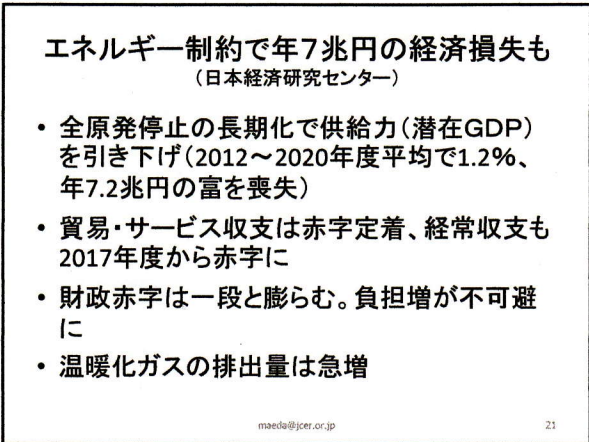 エネルギー制約で年7兆円の経済損失も
(日本経済研究センター)
• 全原発停止の長期化で供給力(潜在GDP)
を引き下げ(2012～2020年度平均で1.2%、
年7.2兆円の富を喪失)
• 貿易・サービス収支は赤字定着、経常収支も
2017年度から赤字に
• 財政赤字は一段と膨らむ。負担増が不可避
に
• 温暖化ガスの排出量は急増
maeda@jcer.or.jp
21